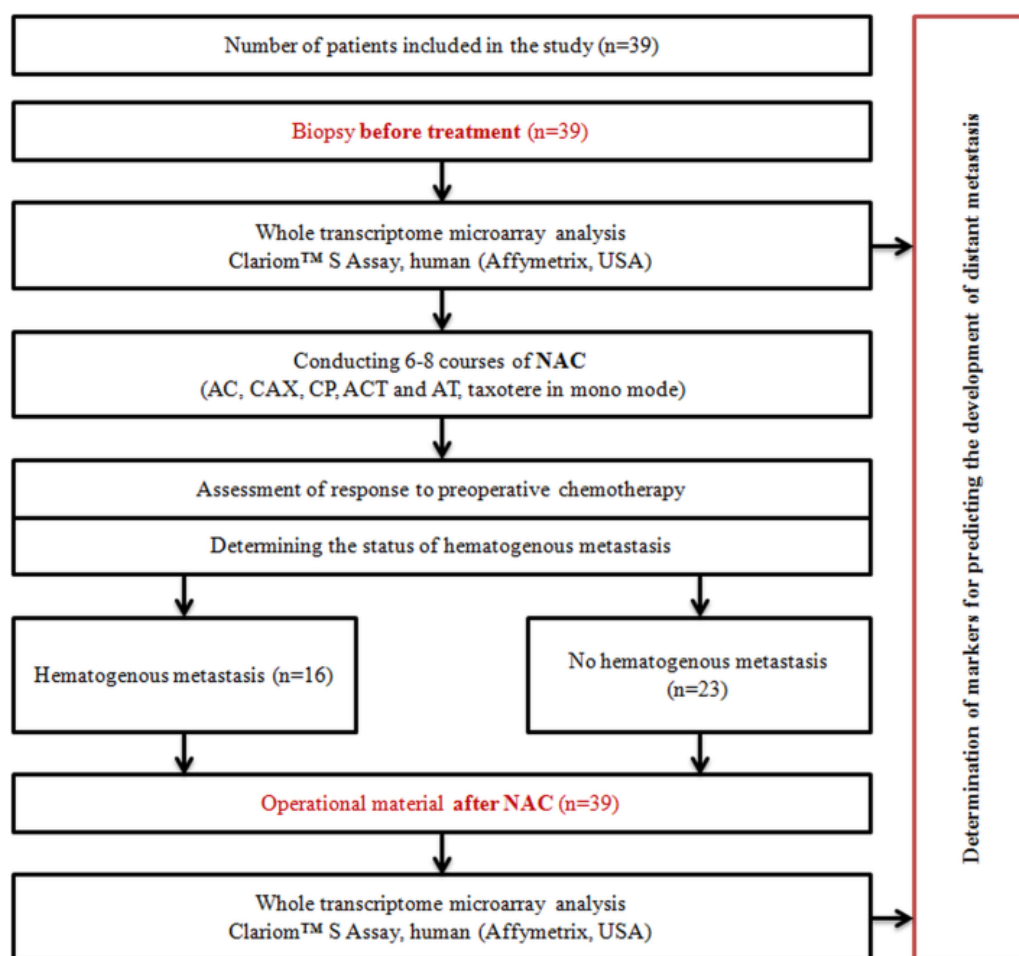 Number of patients included in the study (n=39)
Biopsy before treatment (n=39)
Whole transcriptome microarray analysis
Clariom™ S Assay, human (Affymetrix, USA)
Conducting 6-8 courses of NAC
(AC, CAX, CP, ACT and AT, taxotere in mono mode)
Assessment of response to preoperative chemotherapy
Determining the status of hematogenous metastasis
Hematogenous metastasis (n=16)
No hematogenous metastasis
(n=23)
Operational material after NAC (n=39)
Whole transcriptome microarray analysis
Clariom™ S Assay, human (Affymetrix, USA)
Determination of markers for predicting the development of distant metastasis